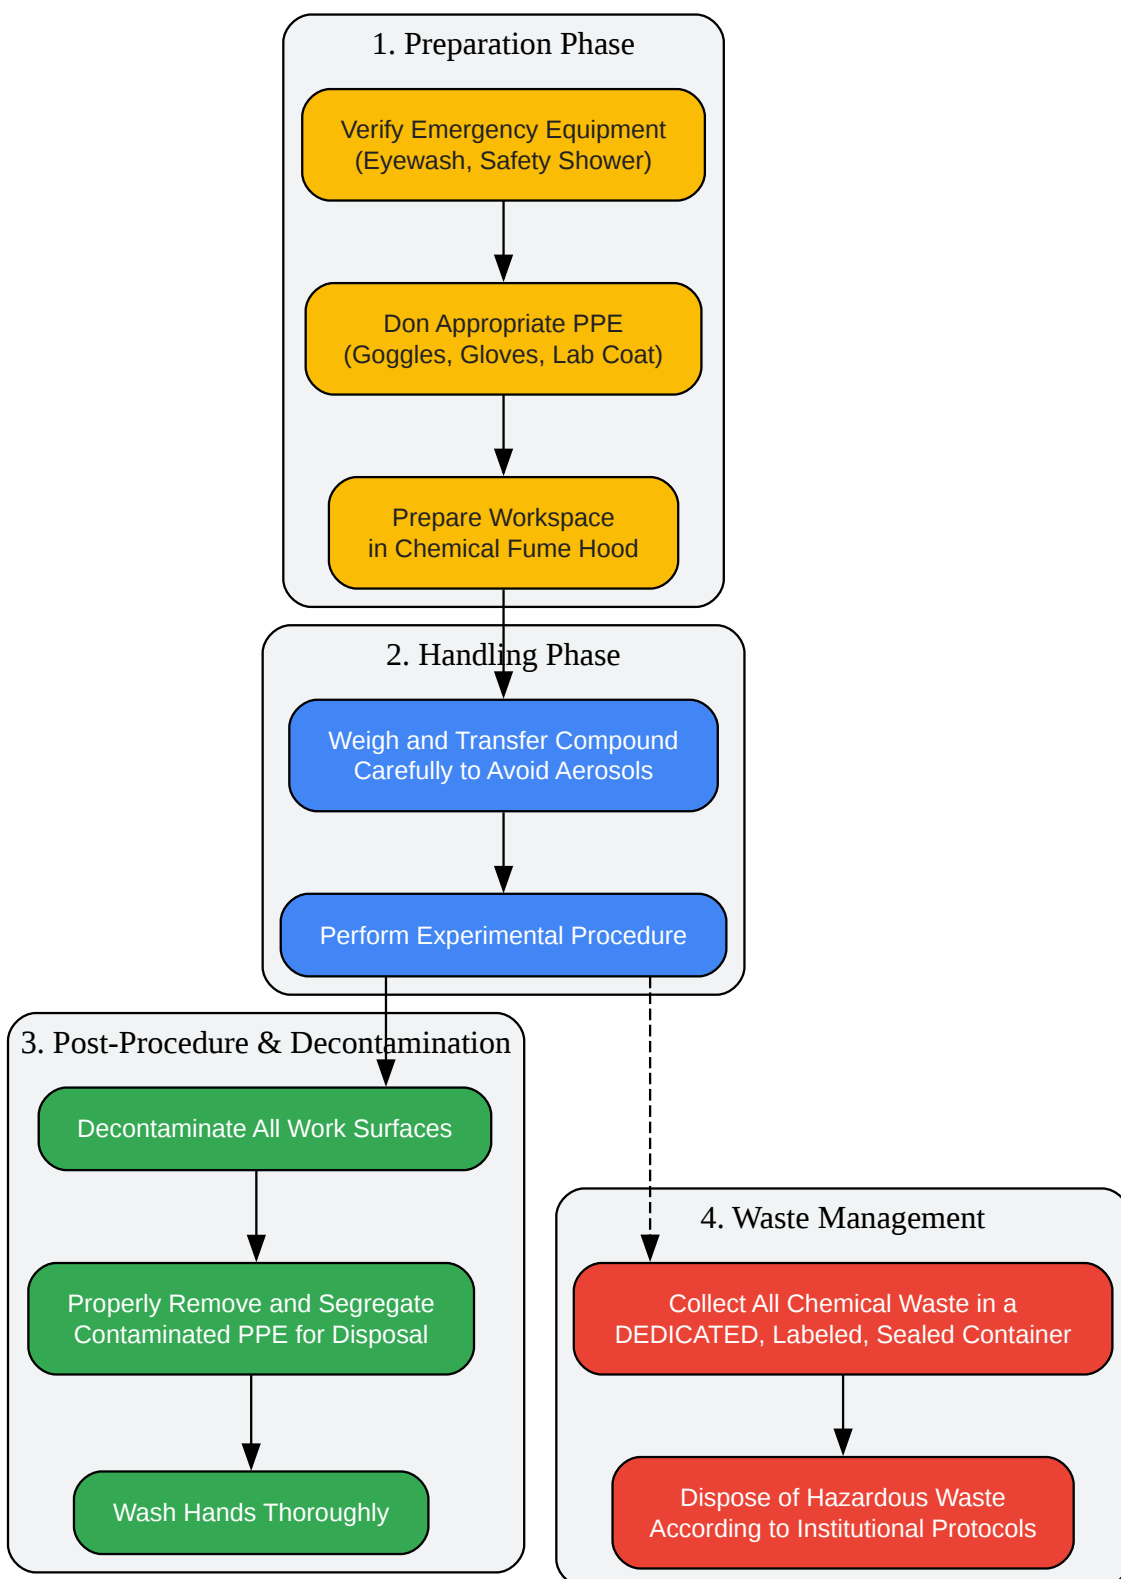 1. Preparation Phase
Verify Emergency Equipment
(Eyewash, Safety Shower)
Don Appropriate PPE
(Goggles, Gloves, Lab Coat)
Prepare Workspace
in Chemical Fume Hood
2. Handling Phase
Weigh and Transfer Compound
Carefully to Avoid Aerosols
Perform Experimental Procedure
3. Post-Procedure & Decontamination
Decontaminate All Work Surfaces
Properly Remove and Segregate
Contaminated PPE for Disposal
Wash Hands Thoroughly
4. Waste Management
Collect All Chemical Waste in a
DEDICATED, Labeled, Sealed Container
Dispose of Hazardous Waste
According to Institutional Protocols